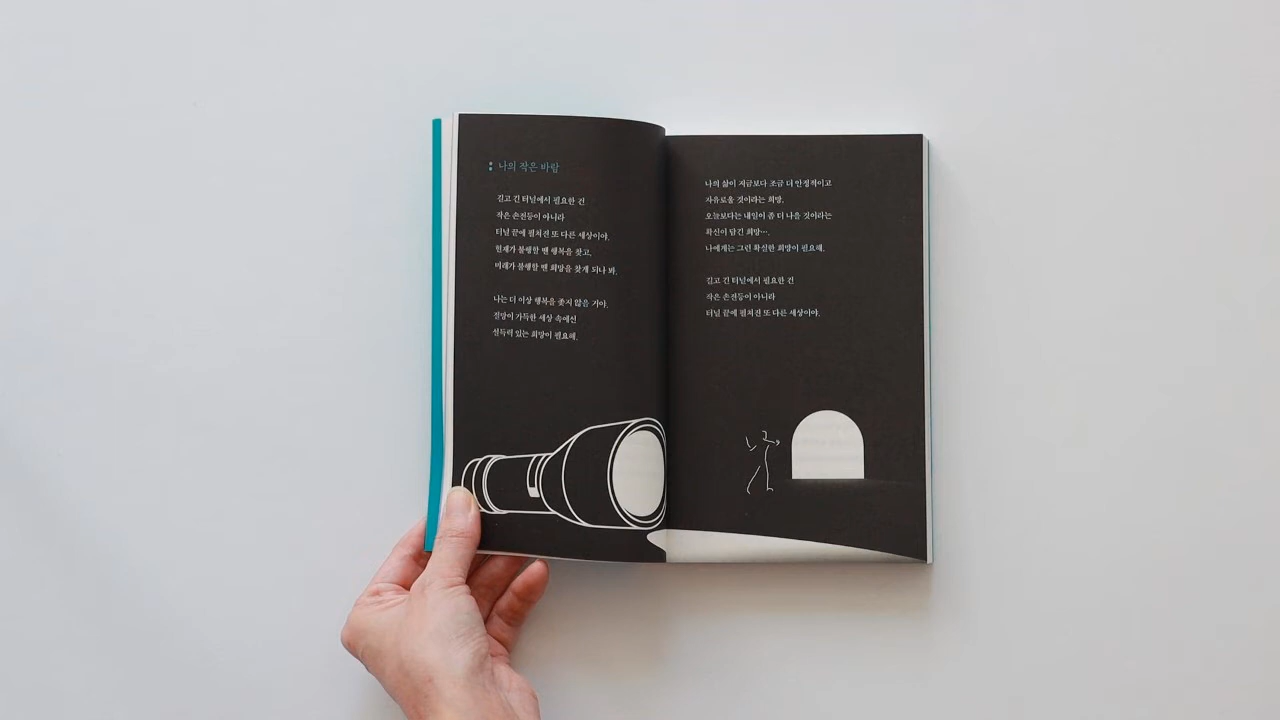 나의 작은 바람
길고 긴 터널에서 필요한 건
작은 손전등이 아니라
터널 끝에 펼쳐진 또 다른 세상이야.
현재가 불행할 땐 행복을 찾고,
미래가 불행할 땐 희망을 찾게 되나 봐.
나는 더 이상 행복을 좇지 않을 거야.
절망이 가득한 세상 속에선
설득력 있는 희망이 필요해.
나의 삶이 지금보다 조금 더 안정적이고
자유로울 것이라는 희망.
오늘보다는 내일이 좀 더 나을 것이라는
확신이 담긴 희망….
나에게는 그런 확실한 희망이 필요해.
길고 긴 터널에서 필요한 건
작은 손전등이 아니라
터널 끝에 펼쳐진 또 다른 세상이야.